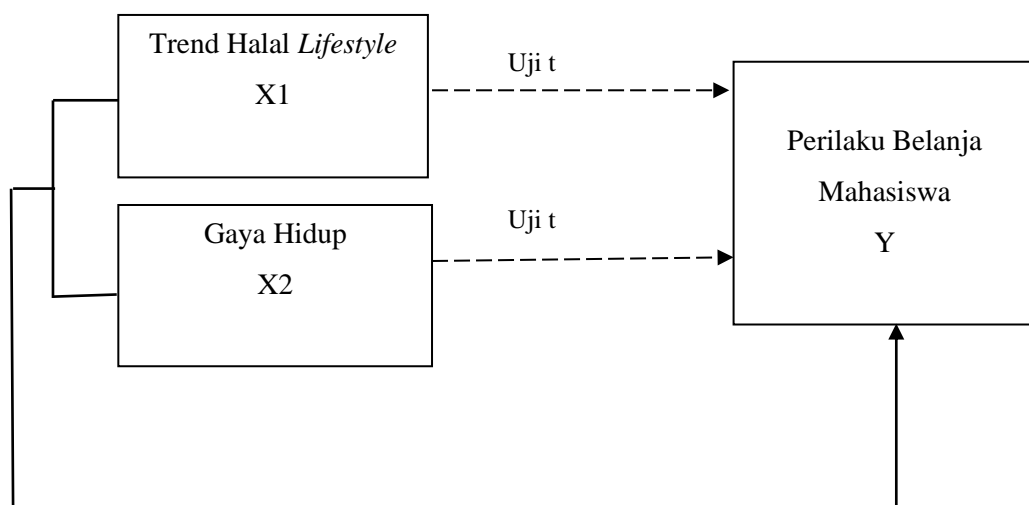 Trend Halal Lifestyle
X1
Uji t
Perilaku Belanja
Mahasiswa
Y
Gaya Hidup
X2
Uji t